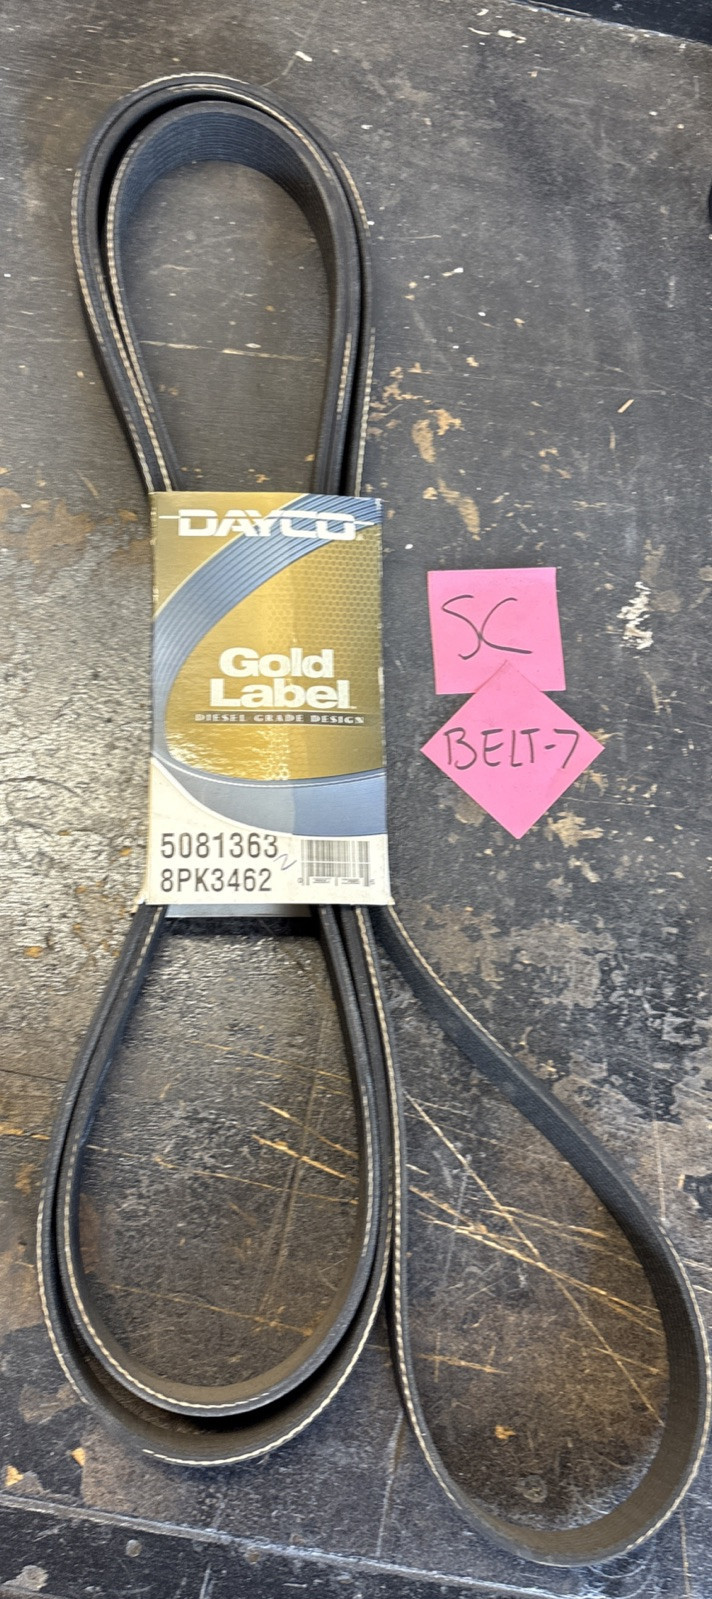 DAYCO
Gold
Label
DIESEL GRADE DESIGN
5081363
8PK3462
SC
BELT-7